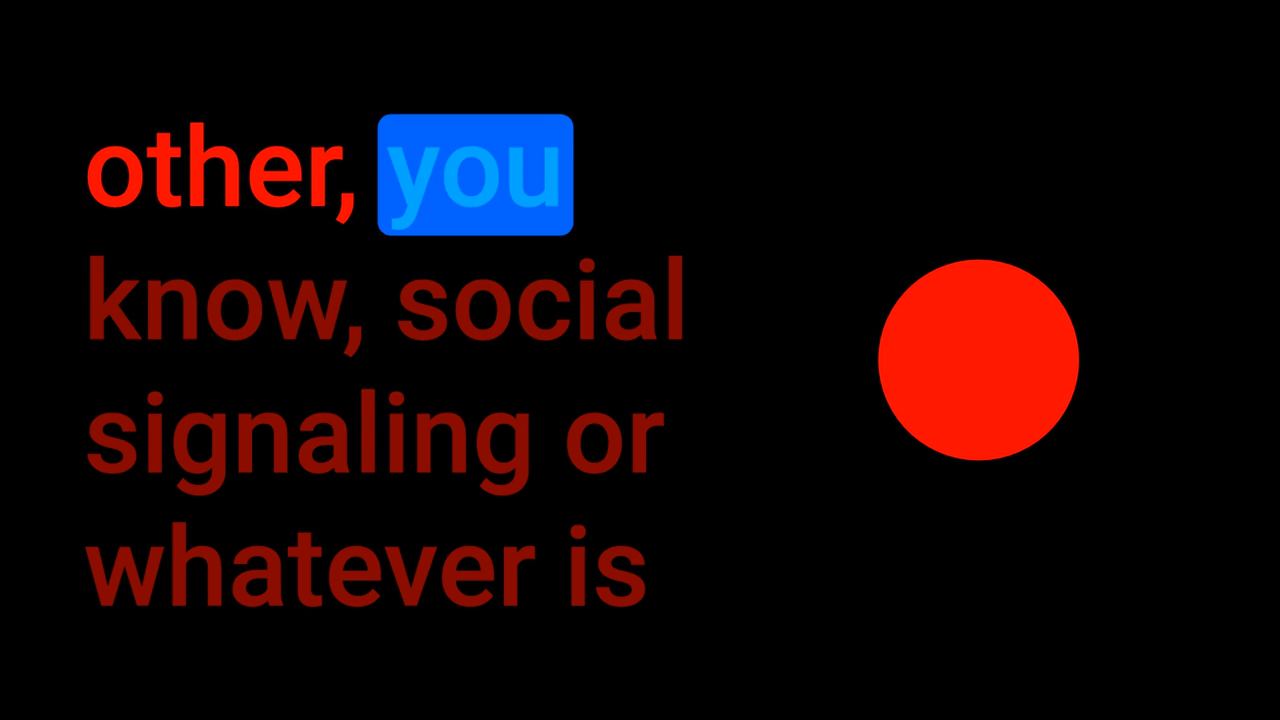 other, you
know, social
signaling or
whatever is